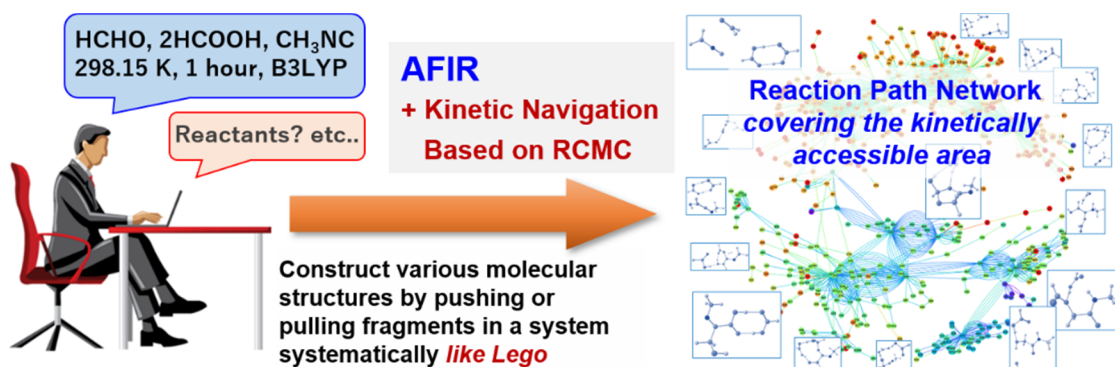 HCHO, 2HCOOH, CH₃NC
298.15 K, 1 hour, B3LYP
Reactants? etc..
AFIR
+ Kinetic Navigation
Based on RCMC
Construct various molecular
structures by pushing or
pulling fragments in a system
systematically like Lego
Reaction Path Network
covering the kinetically
accessible area